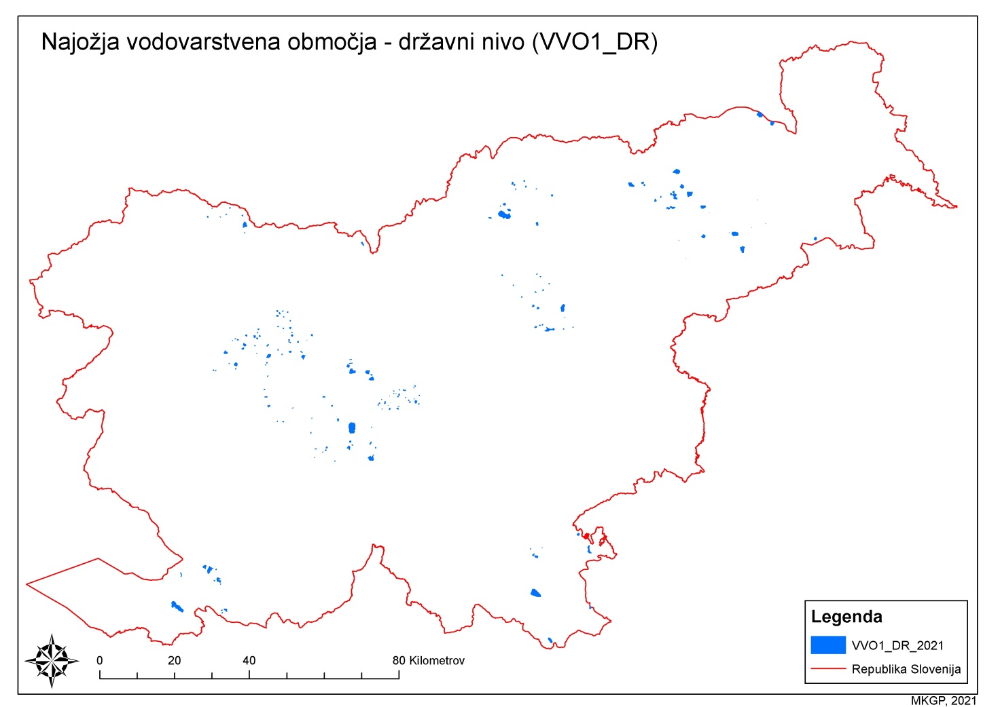 Najožja vodovarstvena območja - državni nivo (VVO1_DR)
Legenda
VVO1_DR_2021
Republika Slovenija
0 20 40 80 Kilometrov
MKGP, 2021